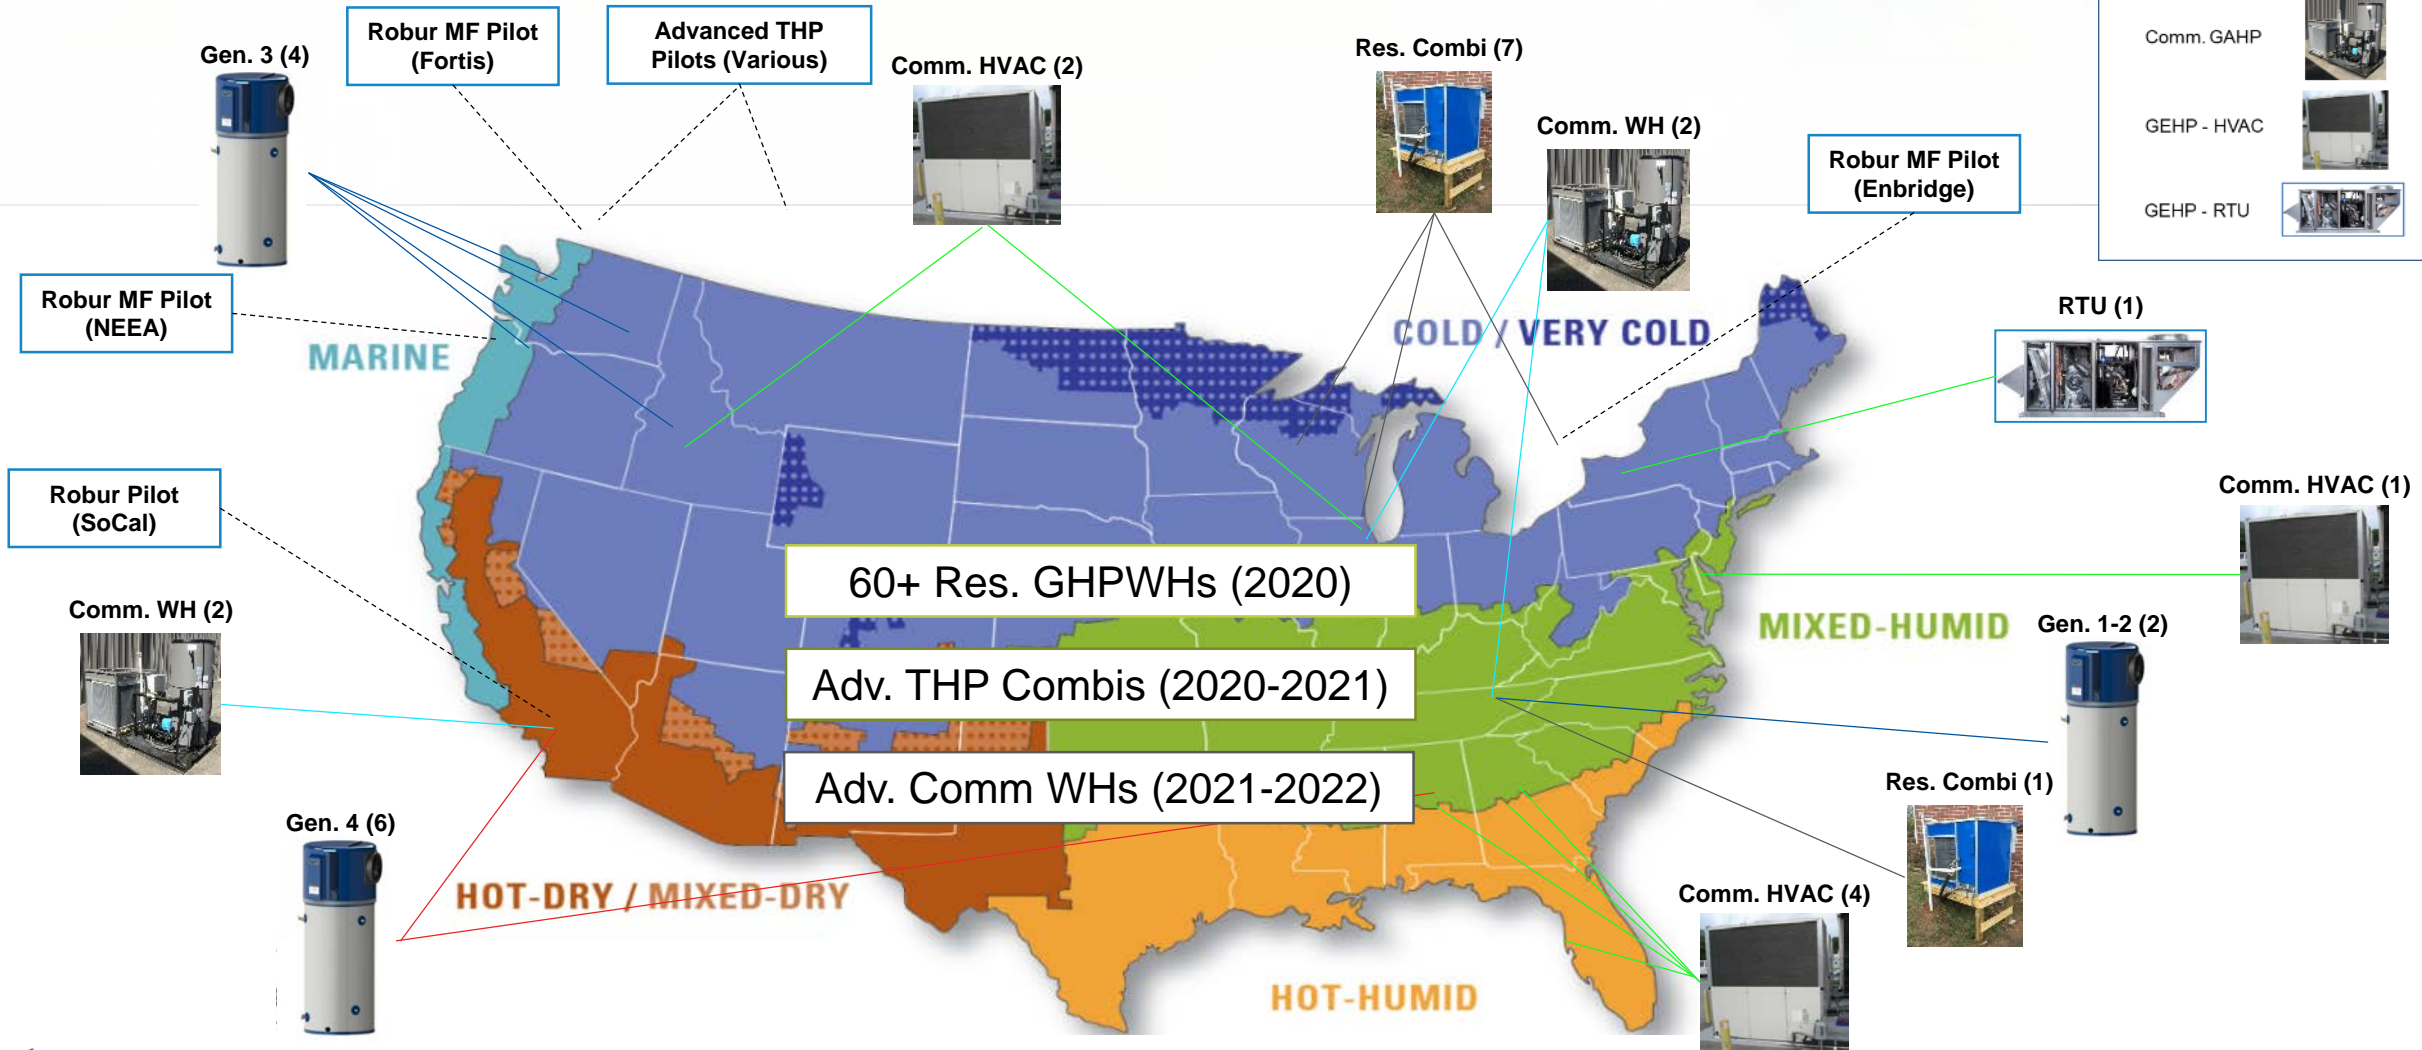 Gen. 3 (4)
Robur MF Pilot
(Fortis)
Advanced THP
Pilots (Various)
Comm. HVAC (2)
Res. Combi (7)
Comm. WH (2)
Robur MF Pilot
(Enbridge)
Comm. GAHP
GEHP - HVAC
GEHP - RTU
Robur MF Pilot
(NEEA)
MARINE
COLD / VERY COLD
RTU (1)
Robur Pilot
(SoCal)
Comm. HVAC (1)
60+ Res. GHPWHs (2020)
Comm. WH (2)
MIXED-HUMID
Gen. 1-2 (2)
Adv. THP Combis (2020-2021)
Adv. Comm WHs (2021-2022)
Res. Combi (1)
Gen. 4 (6)
HOT-DRY / MIXED-DRY
Comm. HVAC (4)
HOT-HUMID